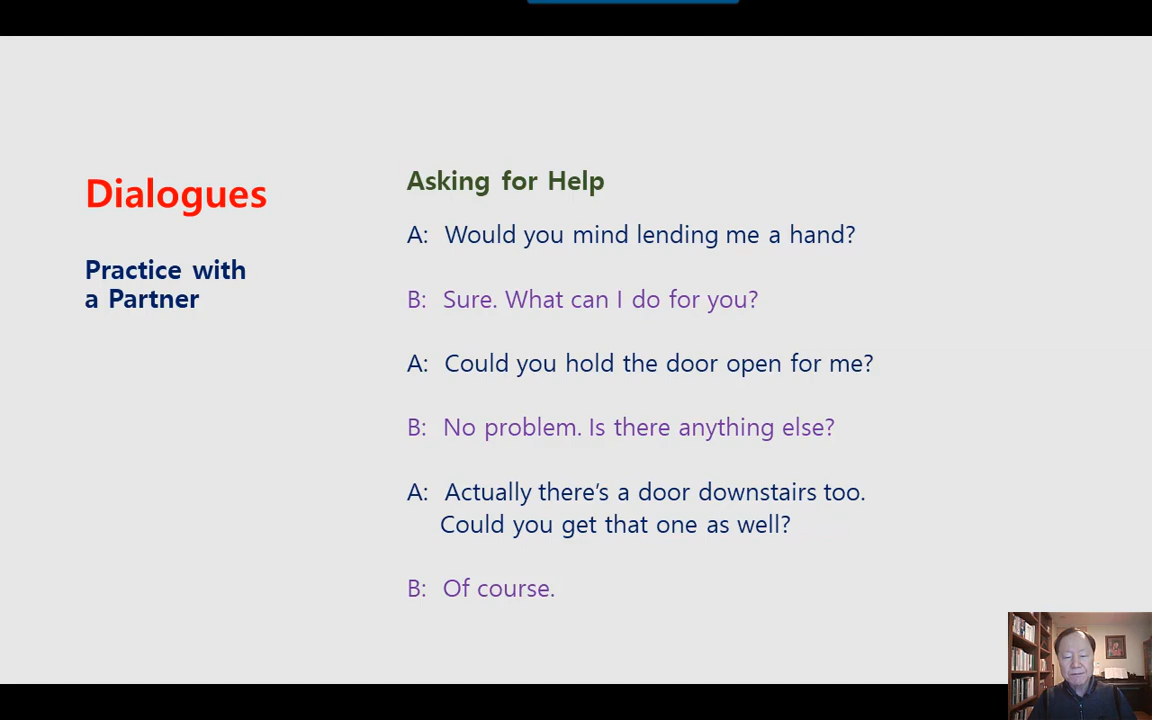 Dialogues
Practice with
a Partner
Asking for Help
A: Would you mind lending me a hand?
B: Sure. What can I do for you?
A: Could you hold the door open for me?
B: No problem. Is there anything else?
A: Actually there’s a door downstairs too.
Could you get that one as well?
B: Of course.